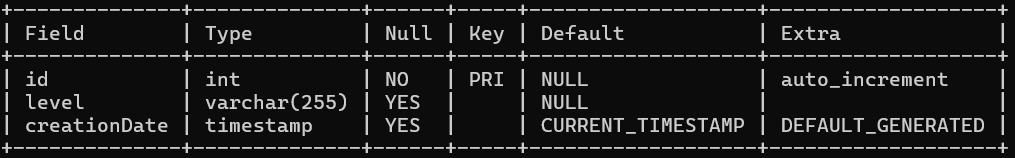 +--------------+--------------+------+-----+-------------------+-------------------+
| Field        | Type         | Null | Key | Default           | Extra             |
+--------------+--------------+------+-----+-------------------+-------------------+
| id           | int          | NO   | PRI | NULL              | auto_increment    |
| level        | varchar(255) | YES  |     | NULL              |                   |
| creationDate | timestamp    | YES  |     | CURRENT_TIMESTAMP | DEFAULT_GENERATED |
+--------------+--------------+------+-----+-------------------+-------------------+